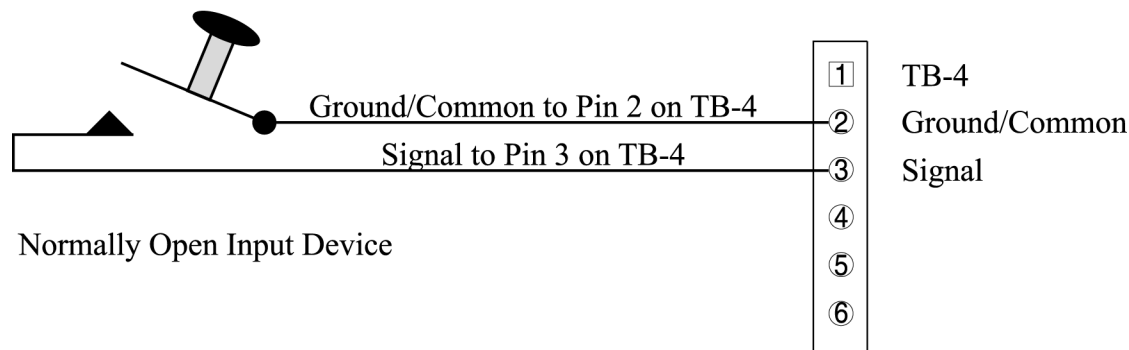 1 TB-4
Ground/Common to Pin 2 on TB-4 2 Ground/Common
Signal to Pin 3 on TB-4 3 Signal
4
Normally Open Input Device
5
6